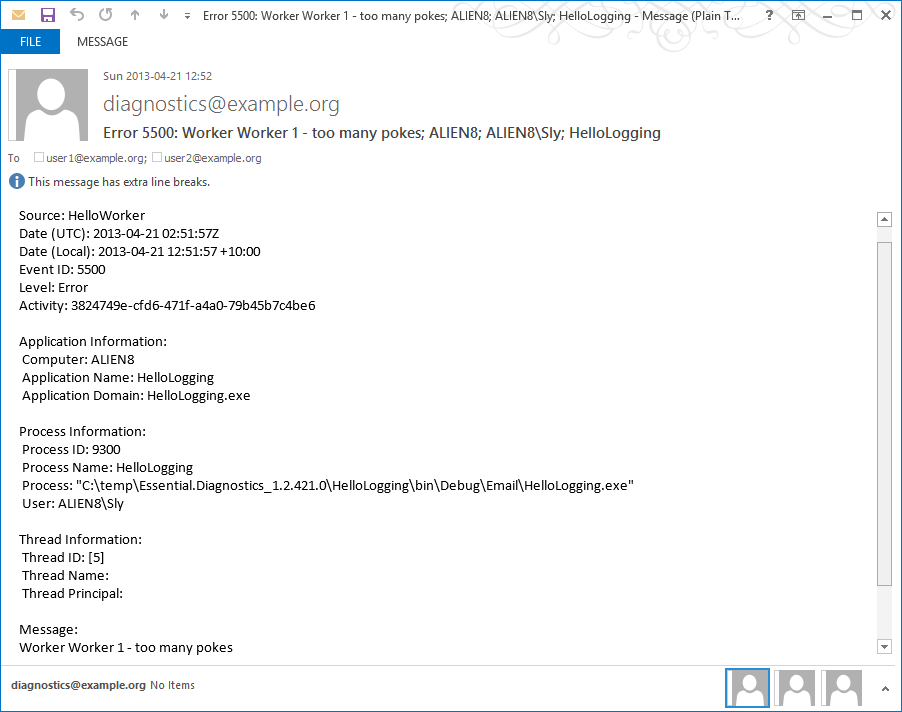 Error 5500: Worker Worker 1 - too many pokes; ALIEN8; ALIEN8\Sly; HelloLogging - Message (Plain T...
?
FILE MESSAGE
Sun 2013-04-21 12:52
diagnostics@example.org
Error 5500: Worker Worker 1 - too many pokes; ALIEN8; ALIEN8\Sly; HelloLogging
To user1@example.org; user2@example.org
This message has extra line breaks.
Source: HelloWorker
Date (UTC): 2013-04-21 02:51:57Z
Date (Local): 2013-04-21 12:51:57 +10:00
Event ID: 5500
Level: Error
Activity: 3824749e-cfd6-471f-a4a0-79b45b7c4be6
Application Information:
Computer: ALIEN8
Application Name: HelloLogging
Application Domain: HelloLogging.exe
Process Information:
Process ID: 9300
Process Name: HelloLogging
Process: "C:\temp\Essential.Diagnostics_1.2.421.0\HelloLogging\bin\Debug\Email\HelloLogging.exe"
User: ALIEN8\Sly
Thread Information:
Thread ID: [5]
Thread Name:
Thread Principal:
Message:
Worker Worker 1 - too many pokes
diagnostics@example.org No Items